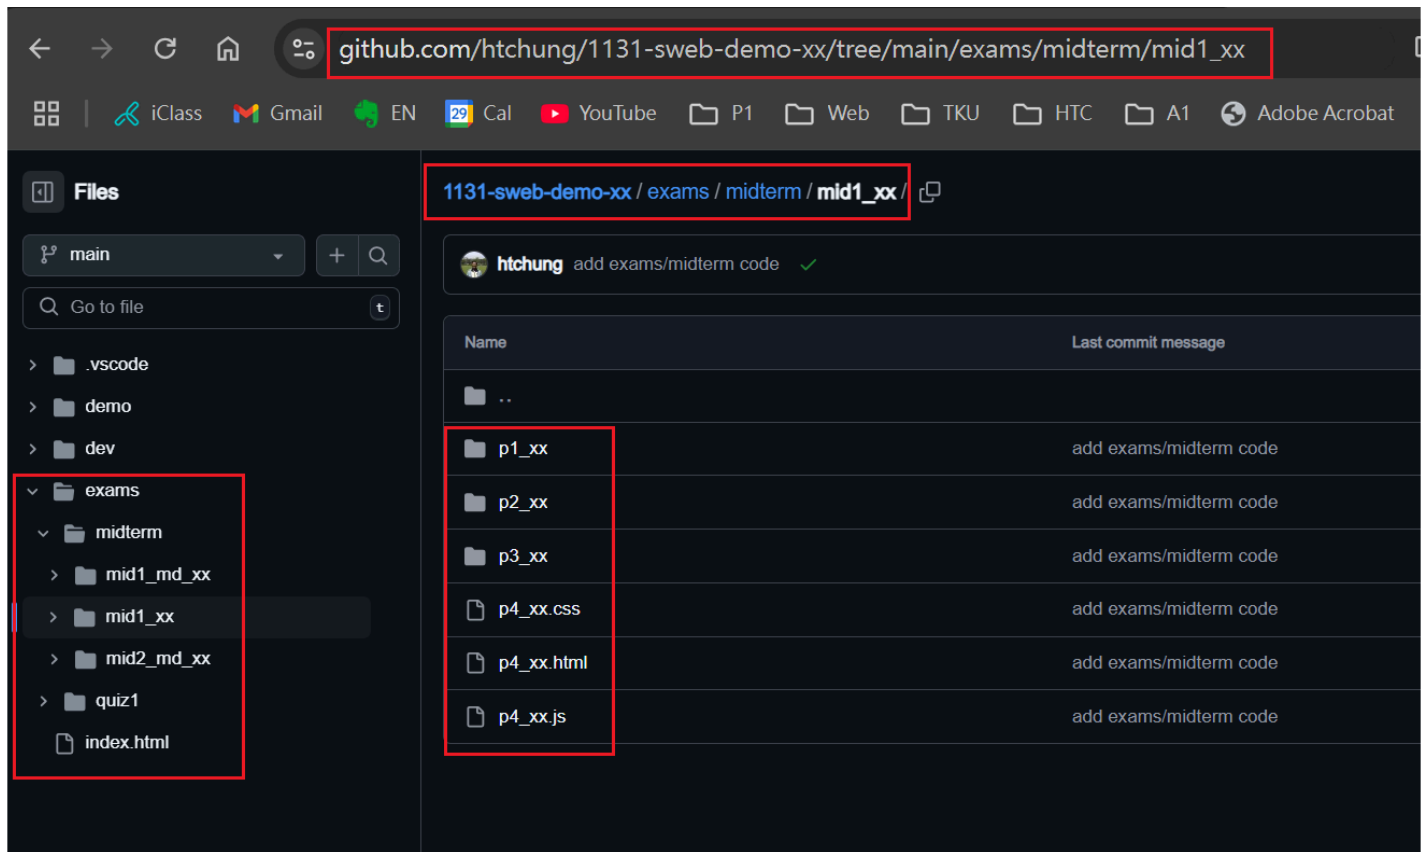 github.com/htchung/1131-sweb-demo-xx/tree/main/exams/midterm/mid1_xx
iClass Gmail EN 29 Cal YouTube P1 Web TKU HTC A1 Adobe Acrobat
Files
main
Go to file t
.vscode
demo
dev
exams
midterm
mid1_md_xx
mid1_xx
mid2_md_xx
quiz1
index.html
1131-sweb-demo-xx / exams / midterm / mid1_xx /
htchung add exams/midterm code
Name Last commit message
..
p1_xx add exams/midterm code
p2_xx add exams/midterm code
p3_xx add exams/midterm code
p4_xx.css add exams/midterm code
p4_xx.html add exams/midterm code
p4_xx.js add exams/midterm code